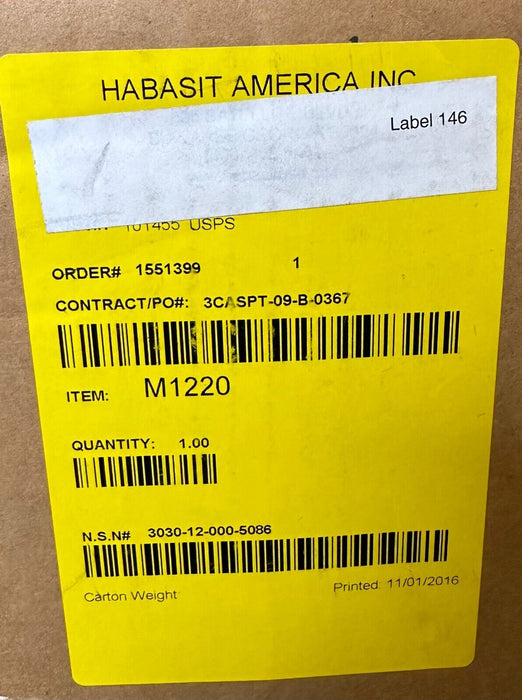 HABASIT AMERICA INC
Label 146
101455 USPS
ORDER# 1551399 1
CONTRACT/PO#: 3CASPT-09-B-0367
ITEM: M1220
QUANTITY: 1.00
N.S.N# 3030-12-000-5086
Carton Weight
Printed: 11/01/2016